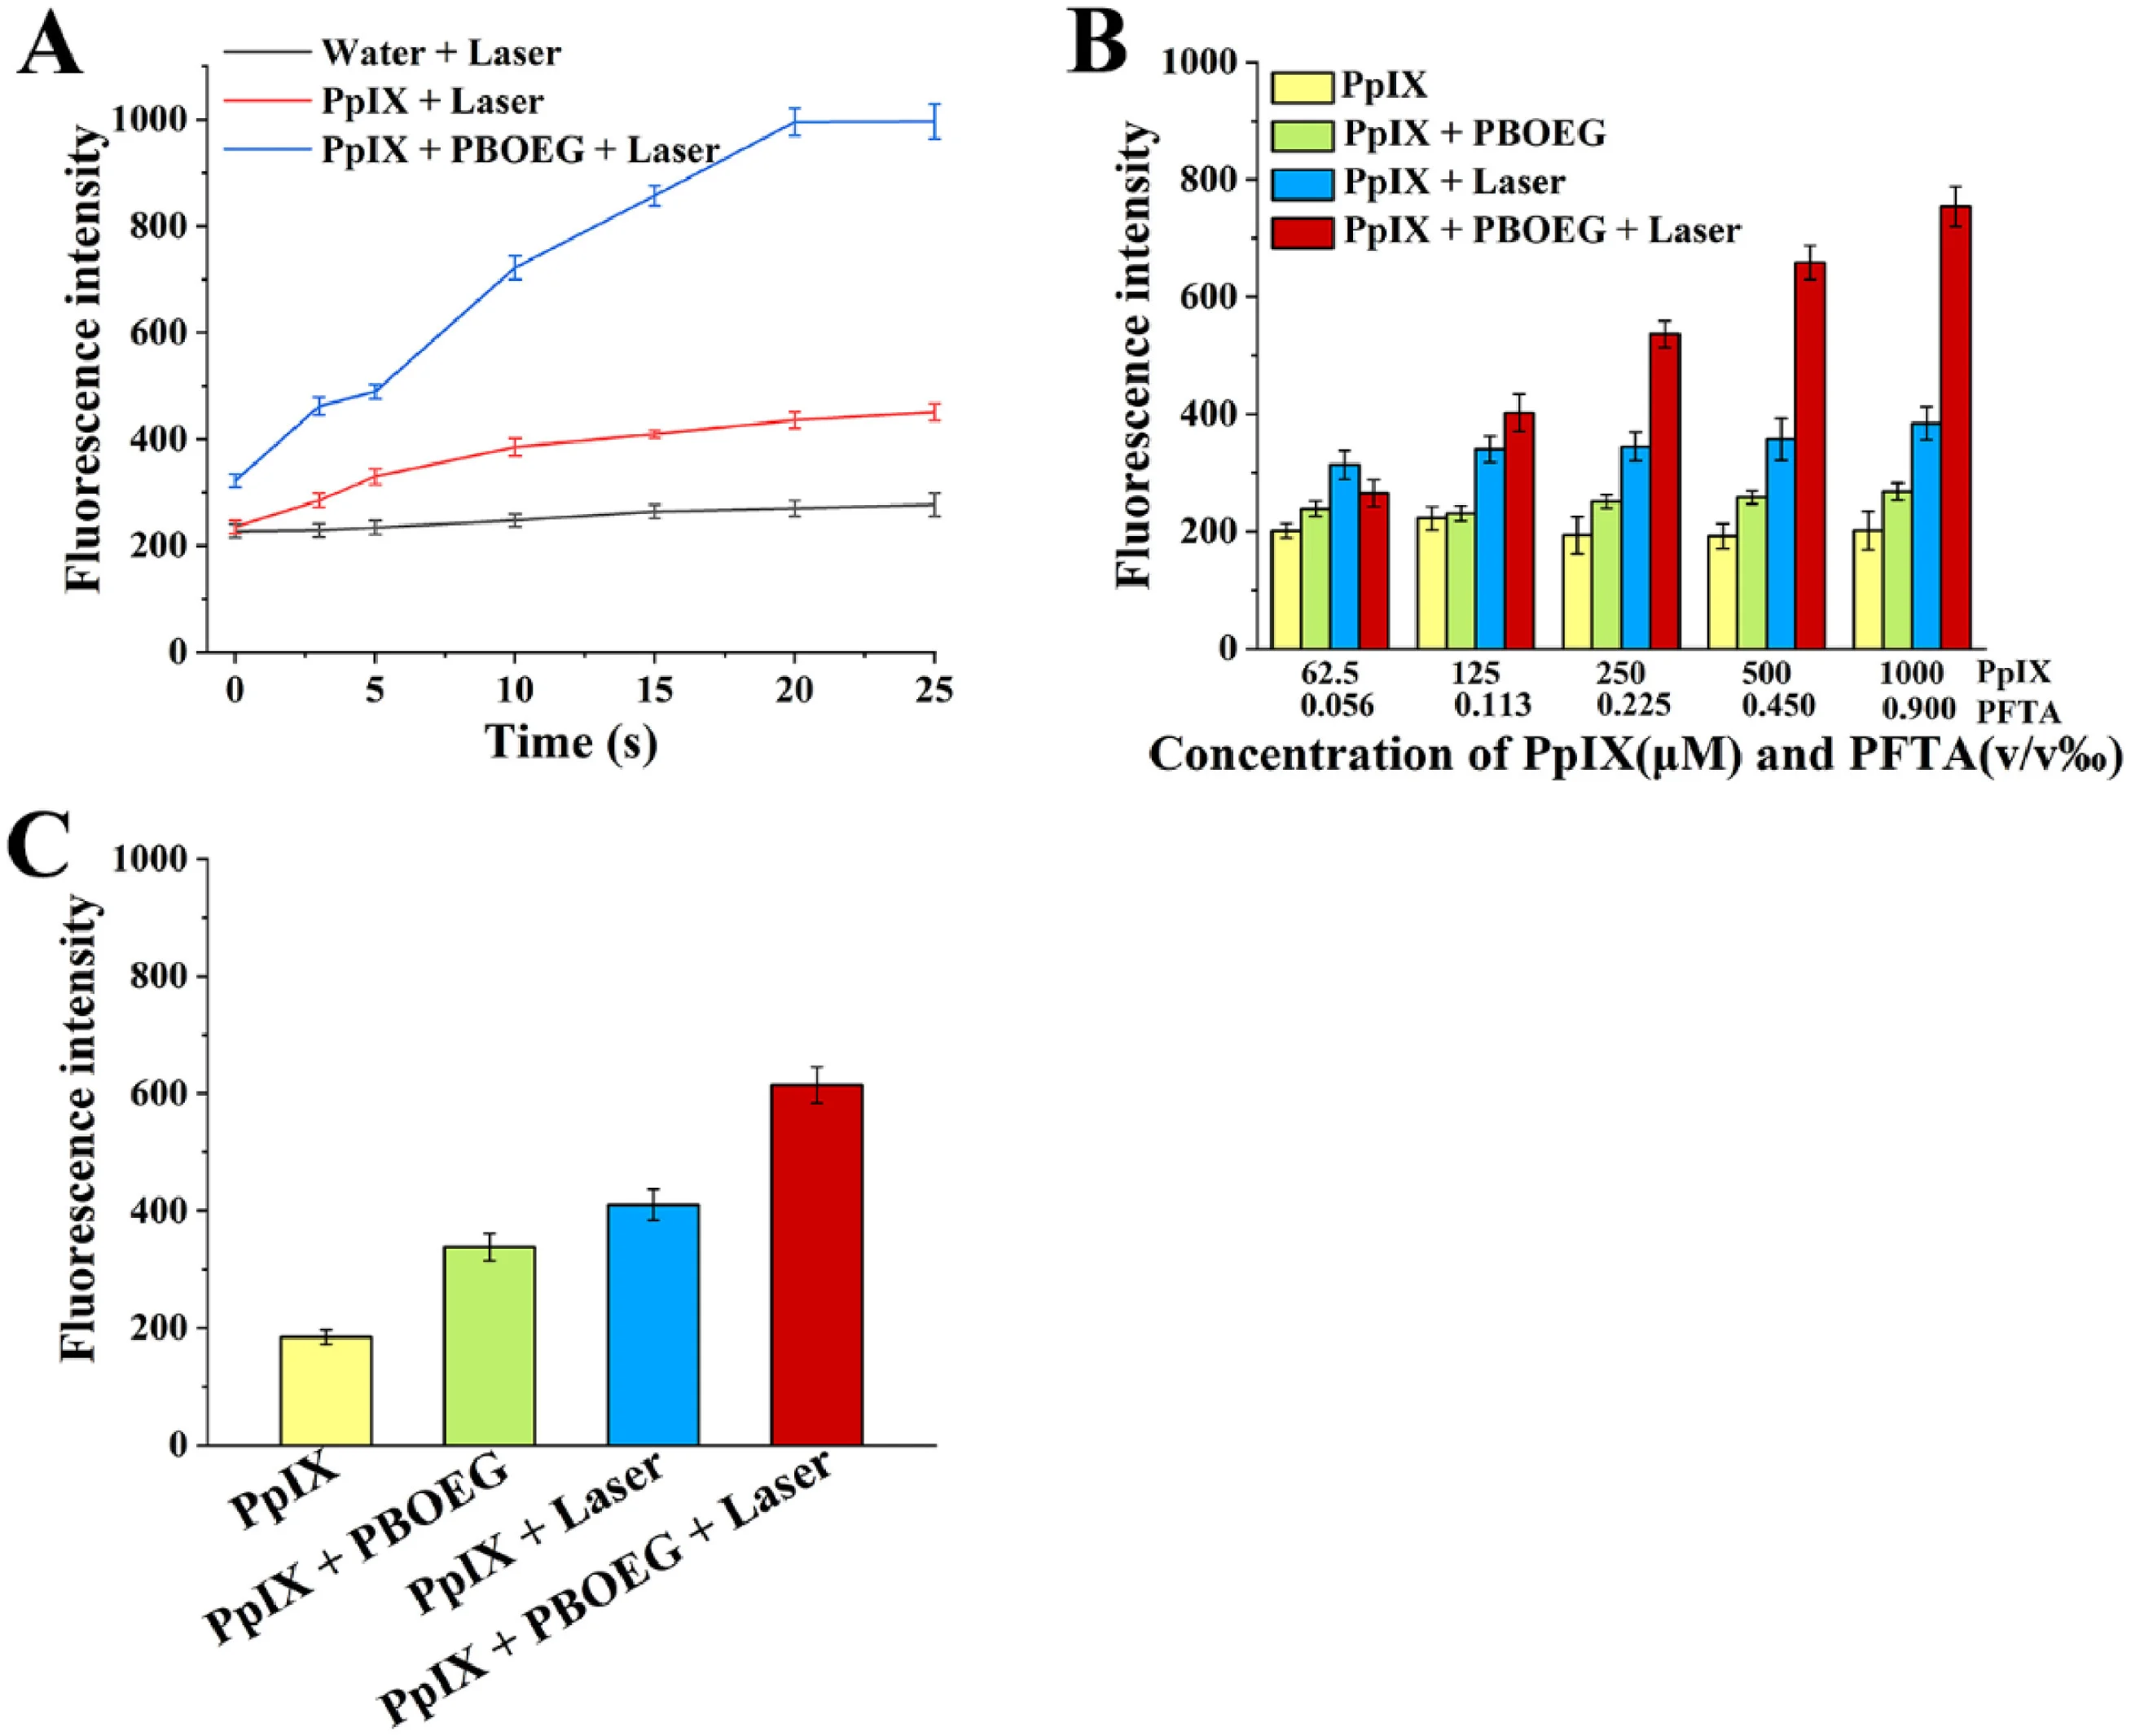 A
Water + Laser
PpIX + Laser
PpIX + PBOEG + Laser
Fluorescence intensity
1000
800
600
400
200
0
0 5 10 15 20 25
Time (s)
B
PpIX
PpIX + PBOEG
PpIX + Laser
PpIX + PBOEG + Laser
Fluorescence intensity
1000
800
600
400
200
0
62.5 125 250 500 1000 PpIX
0.056 0.113 0.225 0.450 0.900 PFTA
Concentration of PpIX(μM) and PFTA(v/v‰)
C
Fluorescence intensity
1000
800
600
400
200
0
PpIX
PpIX + PBOEG
PpIX + Laser
PpIX + PBOEG + Laser